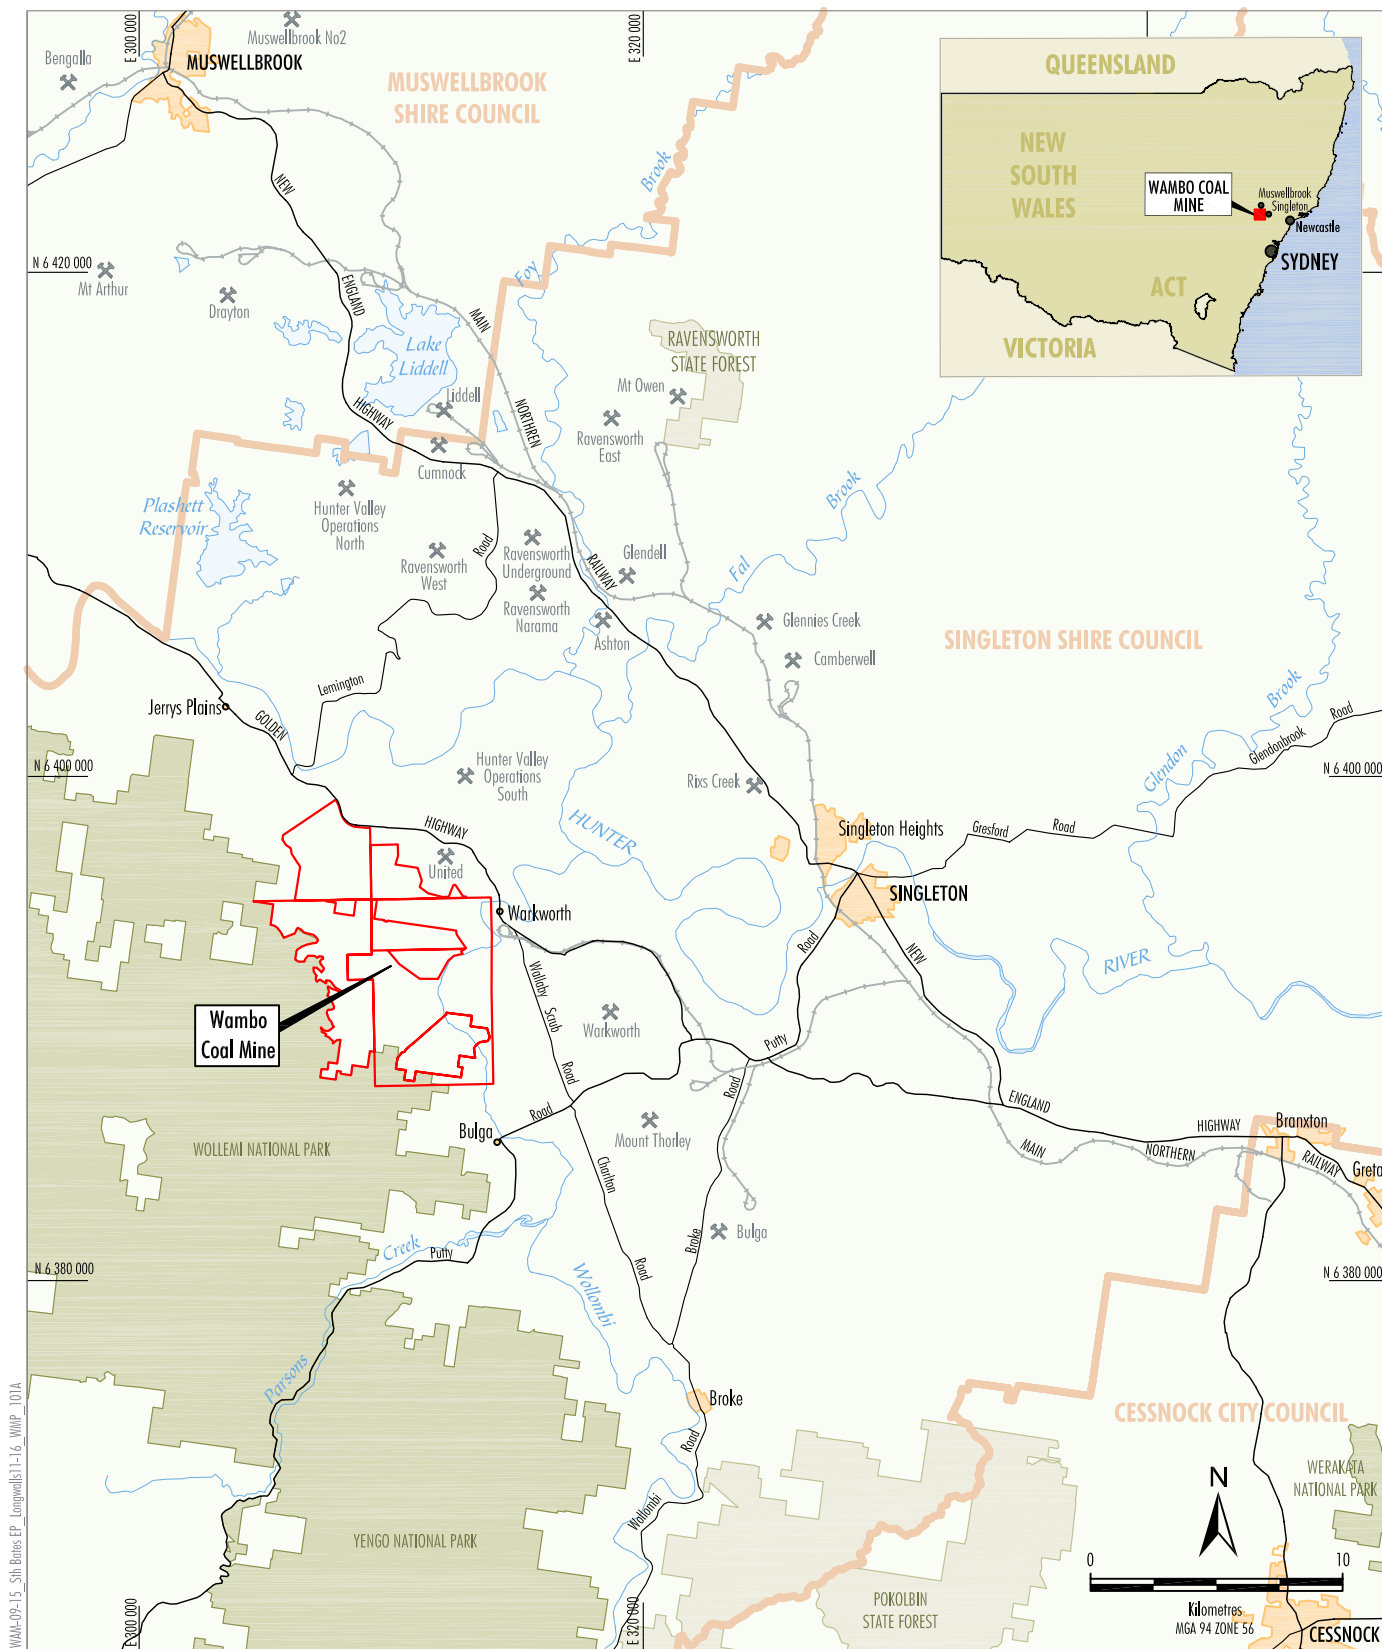 E 300 000
E 320 000
Muswellbrook No2
Bengalla
MUSWELLBROOK
MUSWELLBROOK
SHIRE COUNCIL
QUEENSLAND
NEW
SOUTH
WALES
WAMBO COAL
MINE
Muswellbrook
Singleton
Newcastle
SYDNEY
ACT
VICTORIA
NEW
Brook
N 6 420 000
Mt Arthur
Drayton
ENGLAND
Foy
MAIN
Lake
Liddell
RAVENSWORTH
STATE FOREST
Mt Owen
Liddell
HIGHWAY
NORTHREN
Ravensworth
East
Cumnock
Plashett
Reservoir
Hunter Valley
Operations
North
Brook
Road
Ravensworth
West
Ravensworth
Underground
Glendell
RAILWAY
Fal
Ravensworth
Narama
Ashton
Glennies Creek
SINGLETON SHIRE COUNCIL
Camberwell
Lemington
Brook
Jerrys Plains
GOLDEN
Road
Glendonbrook
Glendon
N 6 400 000
Hunter Valley
Operations
South
Rixs Creek
N 6 400 000
HIGHWAY
HUNTER
Singleton Heights
Gresford
Road
United
SINGLETON
Warkworth
Road
NEW
RIVER
Wallaby
Scrub
Road
Wambo
Coal Mine
Warkworth
Putty
Road
ENGLAND
Road
Bulga
Mount Thorley
MAIN
NORTHERN
HIGHWAY
Branxton
RAILWAY
Greta
WOLLEMI NATIONAL PARK
Charlton
Broke
Bulga
Creek
Putty
Road
N 6 380 000
N 6 380 000
Wollombi
Parsons
Broke
Road
CESSNOCK CITY COUNCIL
WERAKATA
NATIONAL PARK
N
Wollombi
YENGO NATIONAL PARK
POKOLBIN
STATE FOREST
0
10
Kilometres
MGA 94 ZONE 56
CESSNOCK
E 300 000
E 320 000
WAM-09-15_Sth Bates EP_Longwalls11-16_WMP_101A